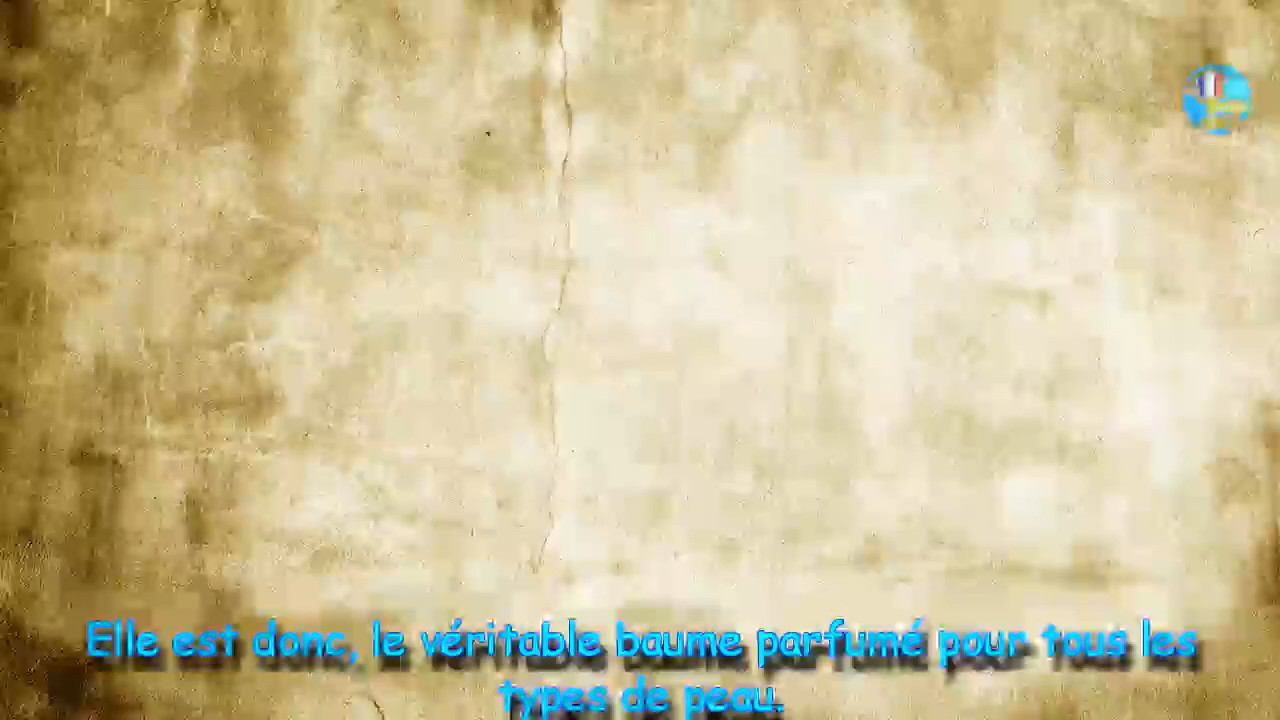 Elle est donc, le véritable baume parfumé pour tous les
types de peau.